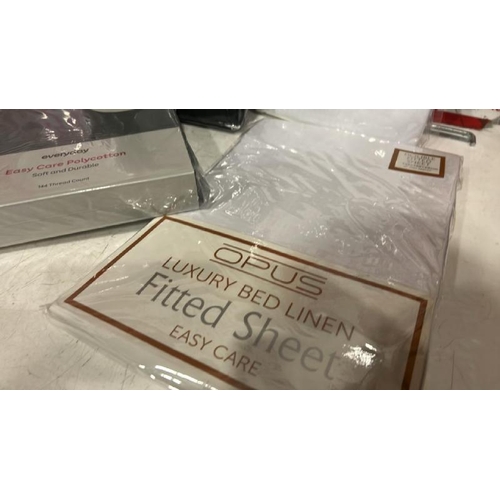 everyday
Easy Care Polycotton
Soft and Durable
144 Thread Count
OPUS
LUXURY BED LINEN
Fitted Sheet
EASY CARE